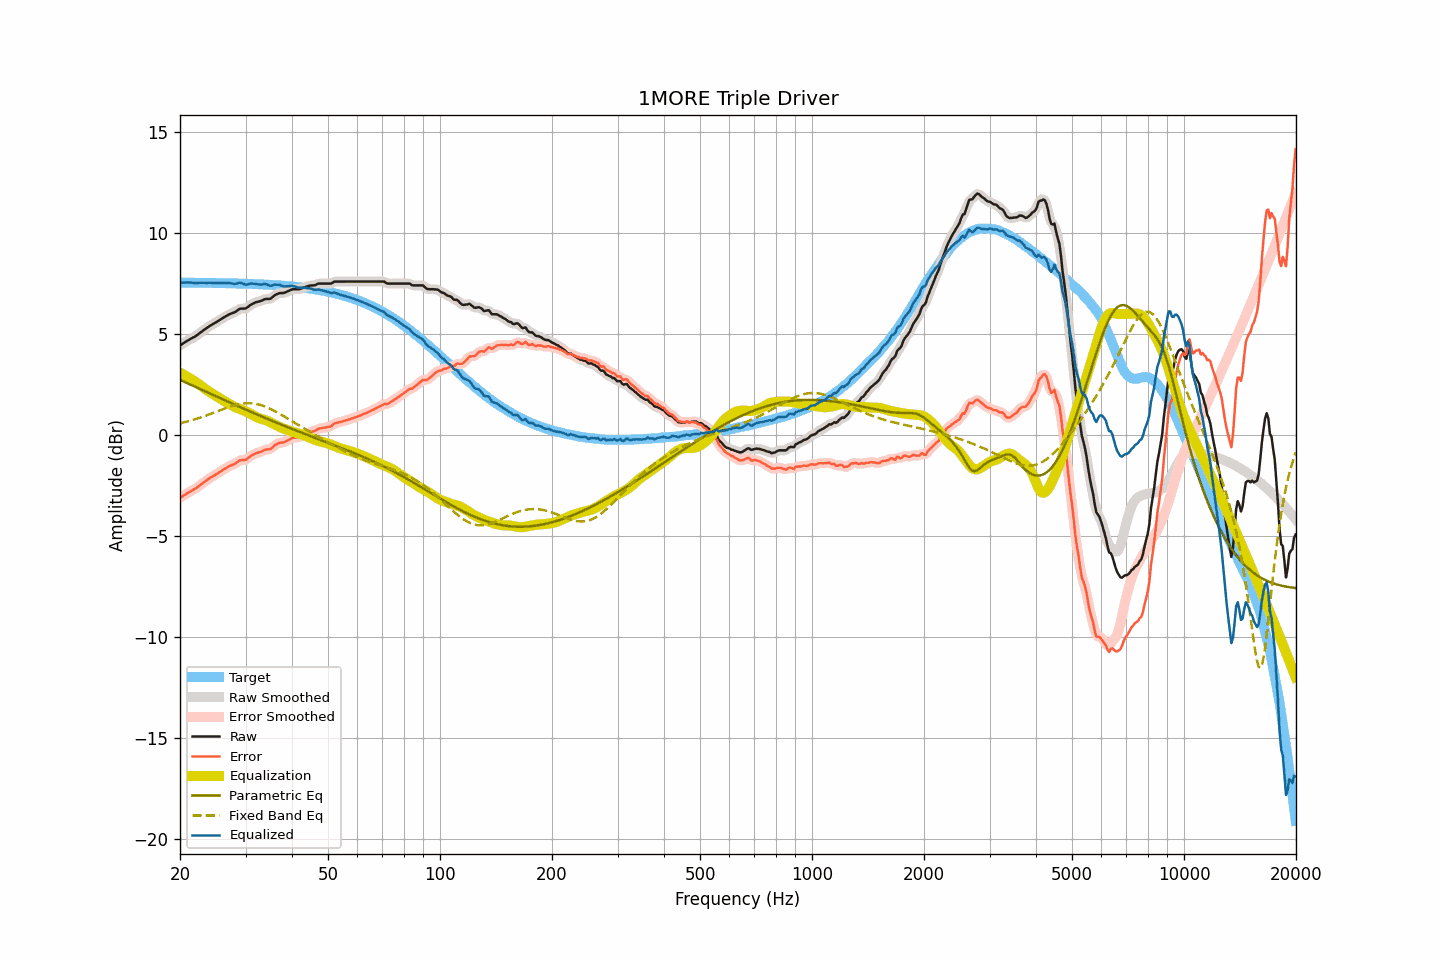 1MORE Triple Driver
15
10
5
0
−5
−10
−15
−20
Amplitude (dBr)
Target
Raw Smoothed
Error Smoothed
Raw
Error
Equalization
Parametric Eq
Fixed Band Eq
Equalized
20 50 100 200 500 1000 2000 5000 10000 20000
Frequency (Hz)